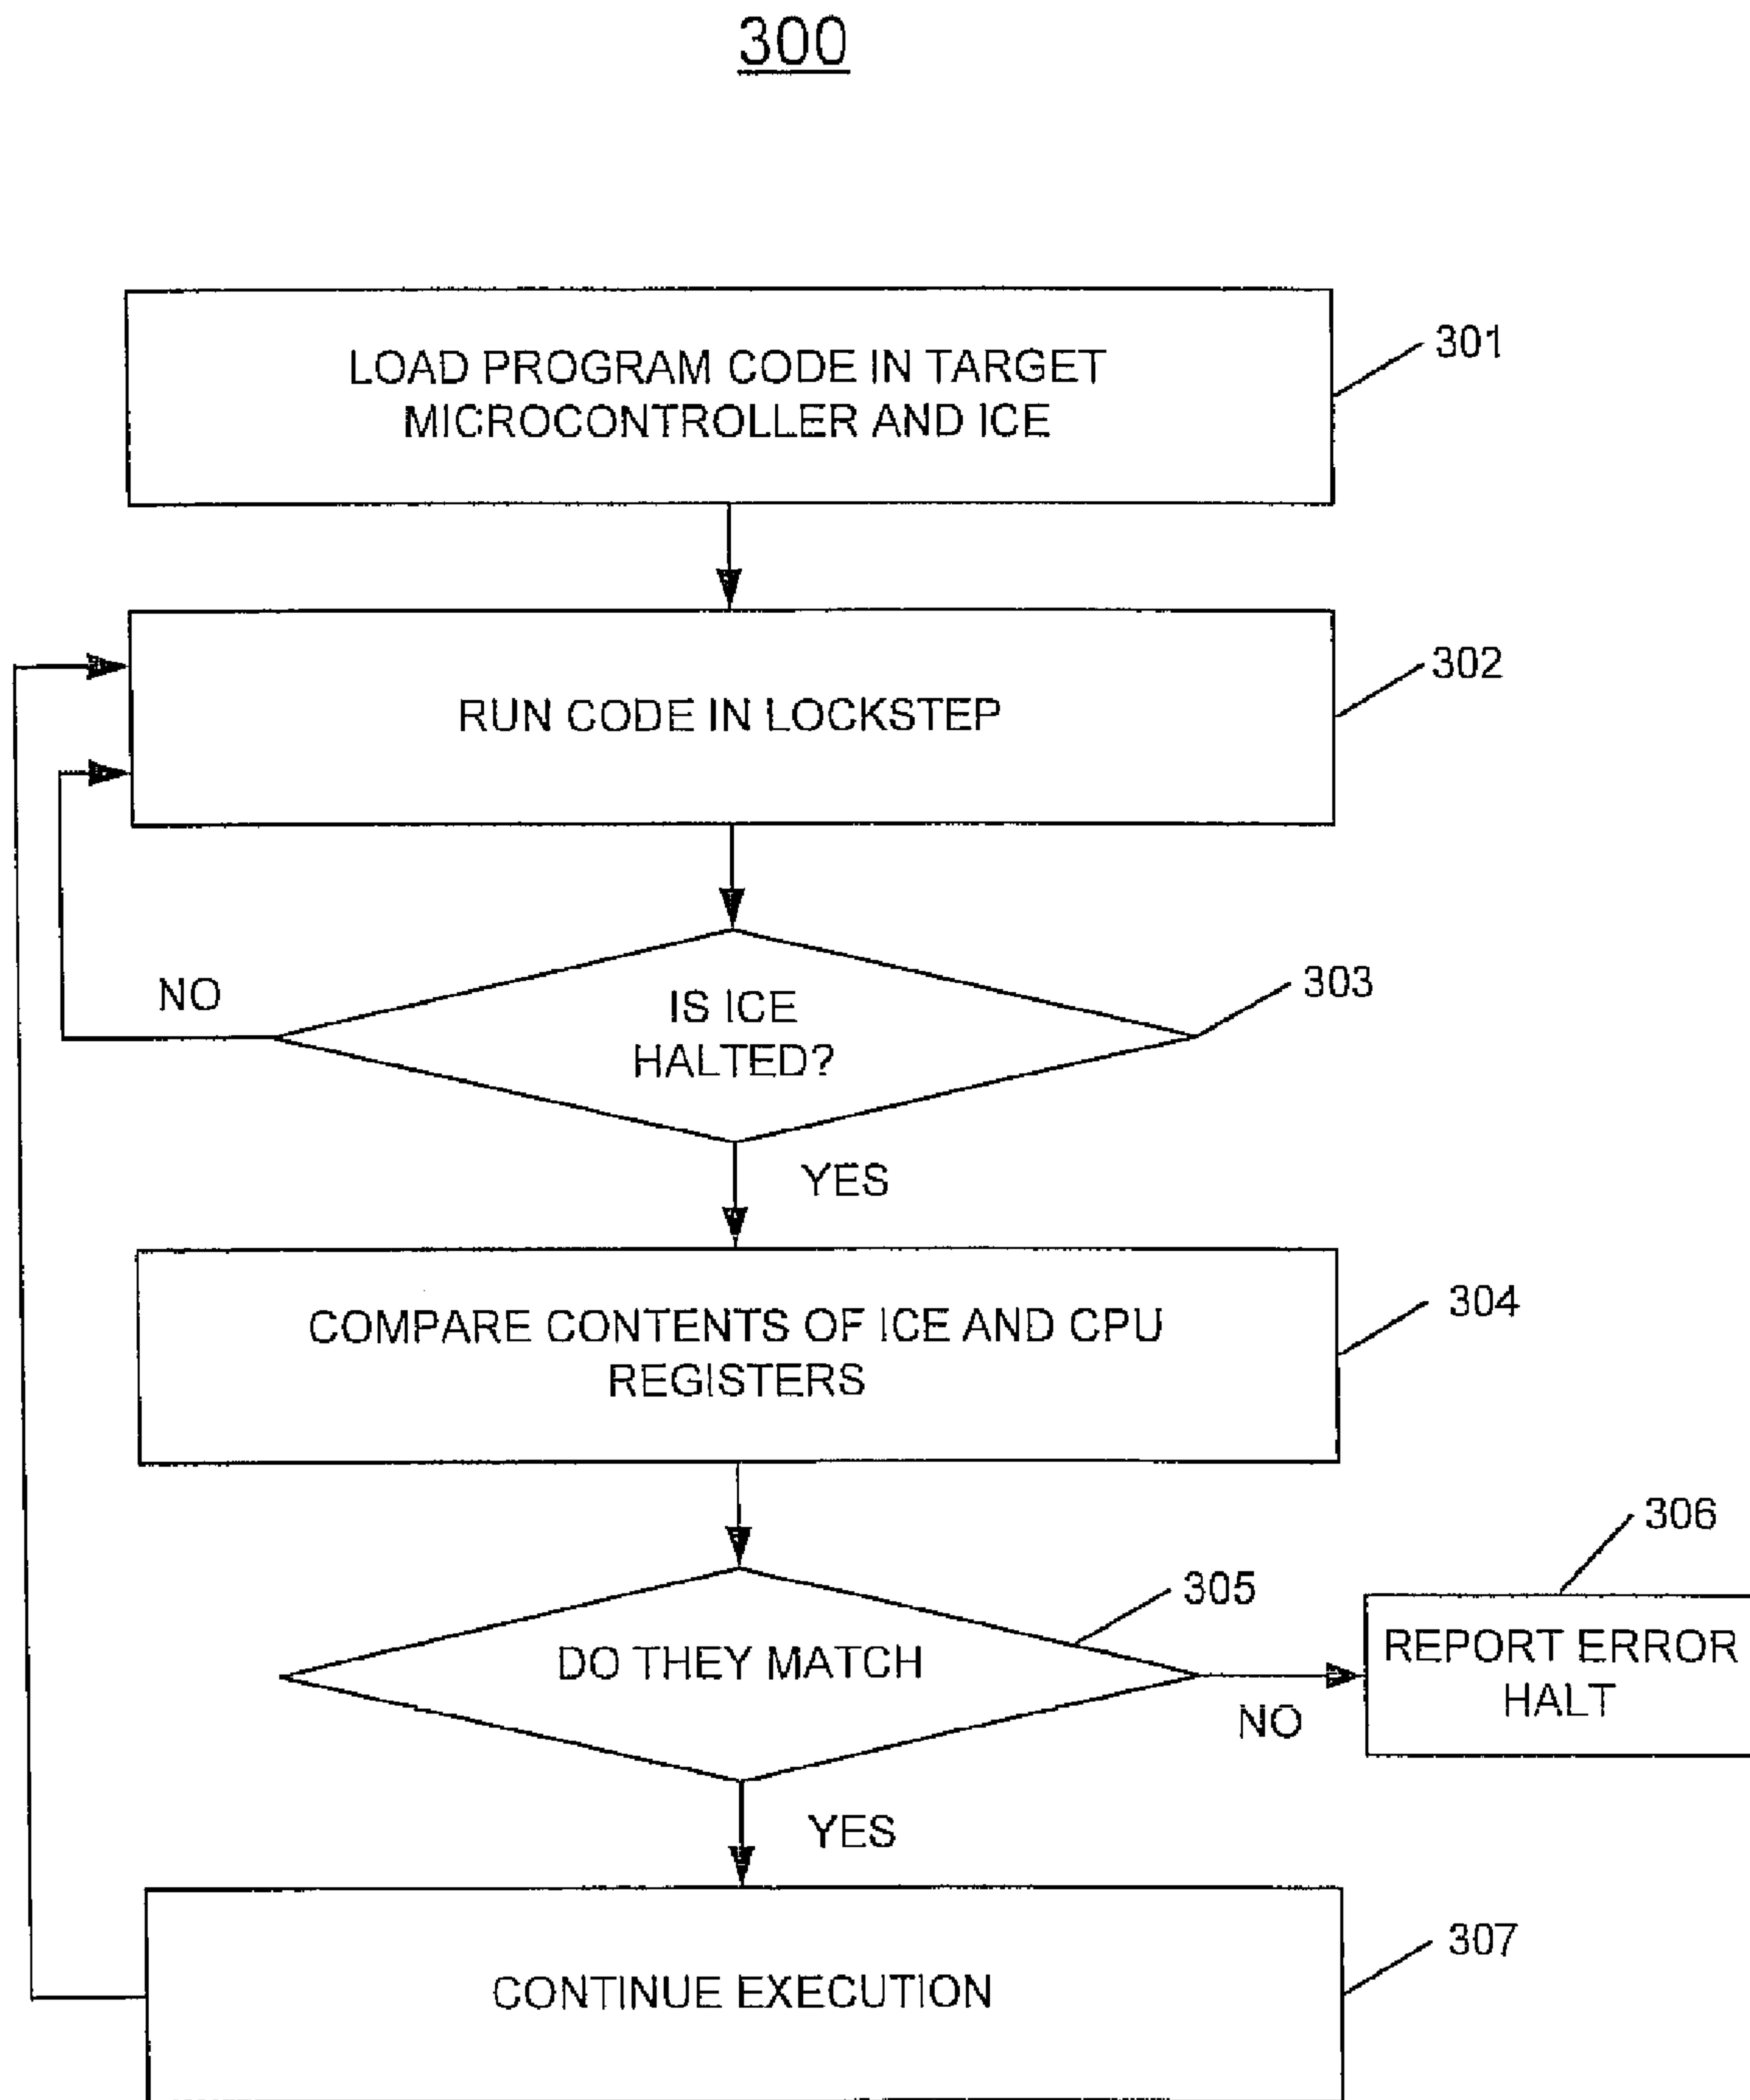 300
LOAD PROGRAM CODE IN TARGET
MICROCONTROLLER AND ICE
301
RUN CODE IN LOCKSTEP
302
IS ICE
HALTED?
303
NO
YES
COMPARE CONTENTS OF ICE AND CPU
REGISTERS
304
DO THEY MATCH
305
NO
306
REPORT ERROR
HALT
YES
CONTINUE EXECUTION
307